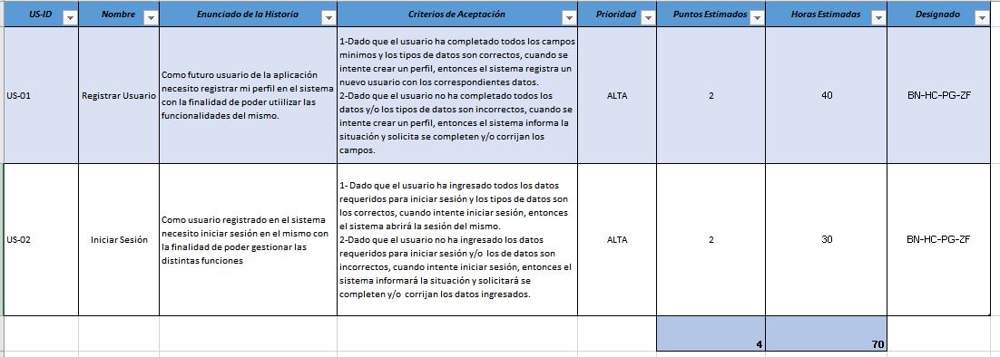 US-ID Nombre Enunciado de la Historia Criterios de Aceptación Prioridad Puntos Estimados Horas Estimadas Designado
US-01
Registrar Usuario
Como futuro usuario de la aplicación
necesito registrar mi perfil en el sistema
con la finalidad de poder utiilizar las
funcionalidades del mismo.
1-Dado que el usuario ha completado todos los campos
minimos y los tipos de datos son correctos, cuando se
intente crear un perfil, entonces el sistema registra un
nuevo usuario con los correspondientes datos.
2-Dado que el usuario no ha completado todos los
datos y/o los tipos de datos son incorrectos, cuando se
intente crear un perfil, entonces el sistema informa la
situación y solicita se completen y/o corrijan los
campos.
ALTA
2
40
BN-HC-PG-ZF
US-02
Iniciar Sesión
Como usuario registrado en el sistema
necesito iniciar sesión en el mismo con
la finalidad de poder gestionar las
distintas funciones
1- Dado que el usuario ha ingresado todos los datos
requeridos para iniciar sesión y los tipos de datos son
los correctos, cuando intente iniciar sesión, entonces
el sistema abrirá la sesión del mismo.
2-Dado que el usuario no ha ingresado los datos
requeridos para iniciar sesión y/o los de datos son
incorrectos, cuando intente iniciar sesión, entonces el
sistema informará la situación y solicitará se
completen y/o corrijan los datos ingresados.
ALTA
2
30
BN-HC-PG-ZF
4
70